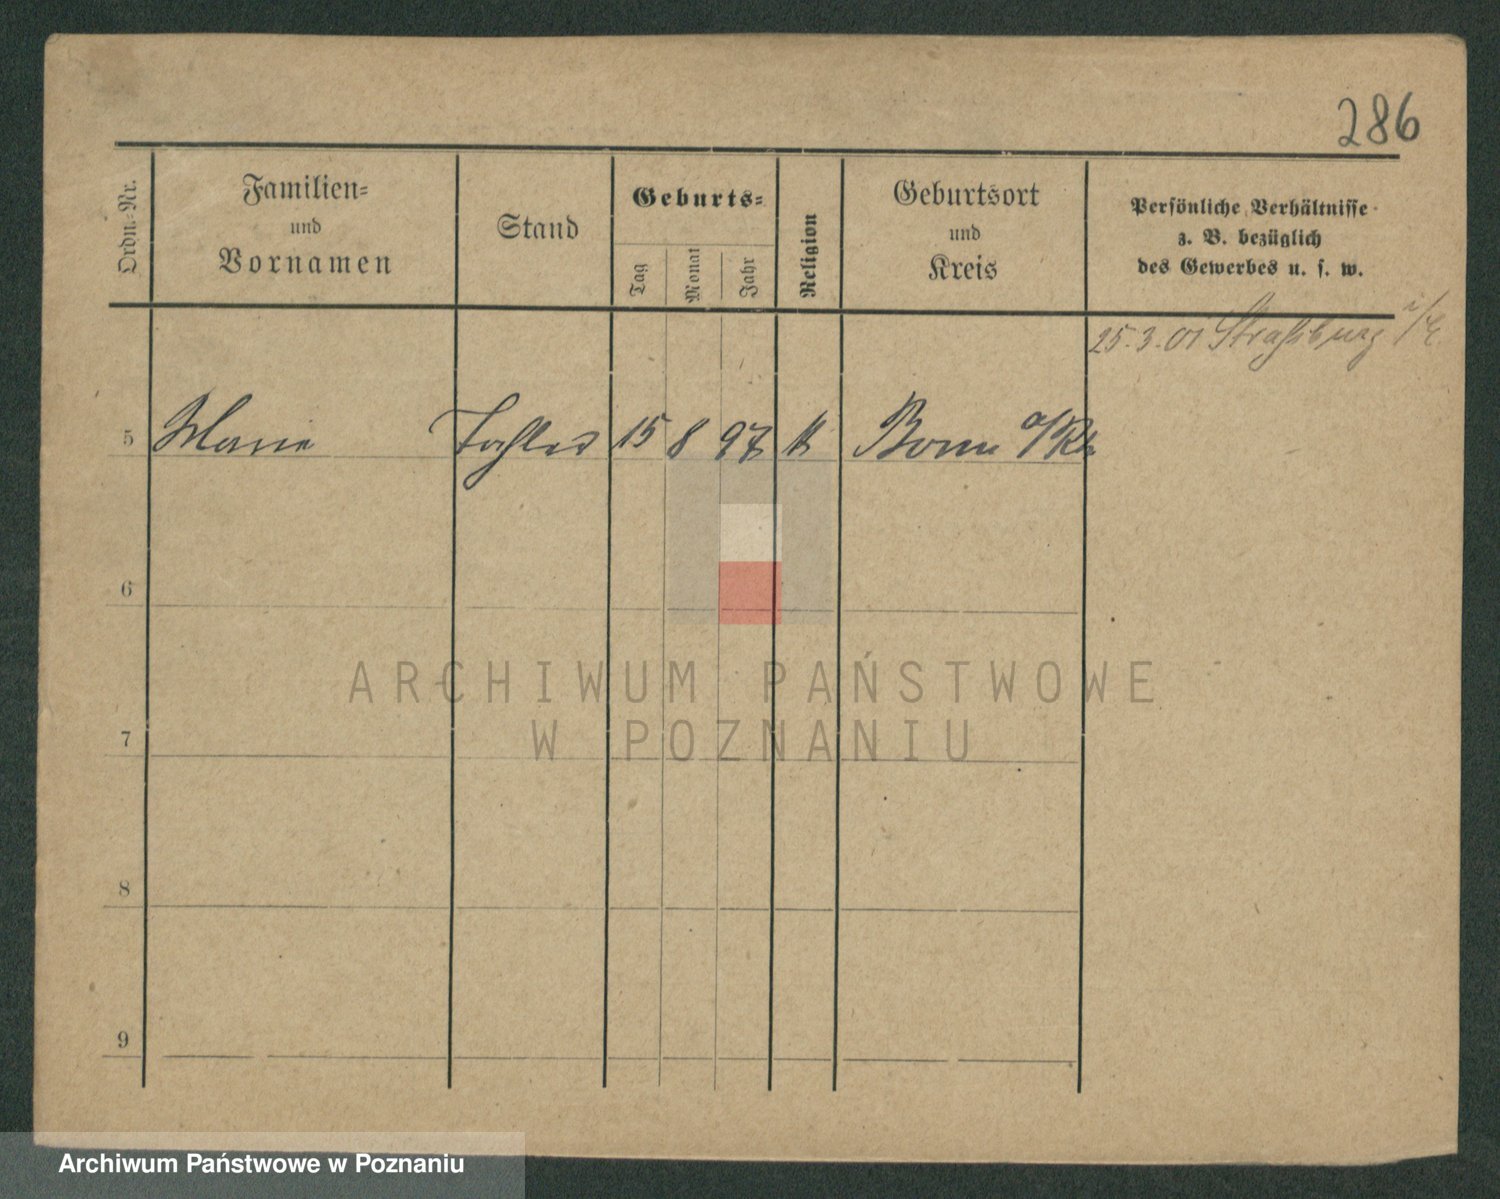 286
Ordn.-Nr.
Familien-
und
Vornamen
Stand
Geburts-
Tag
Monat
Jahr
Religion
Geburtsort
und
Kreis
Persönliche Verhältnisse
z. B. bezüglich
des Gewerbes u. s. w.
25.3.01 Straßburg i/E.
5 Marie Tochter 15 8 97 k Bonn a/Rh
6
7
8
9
ARCHIWUM PAŃSTWOWE
W POZNANIU
Archiwum Państwowe w Poznaniu